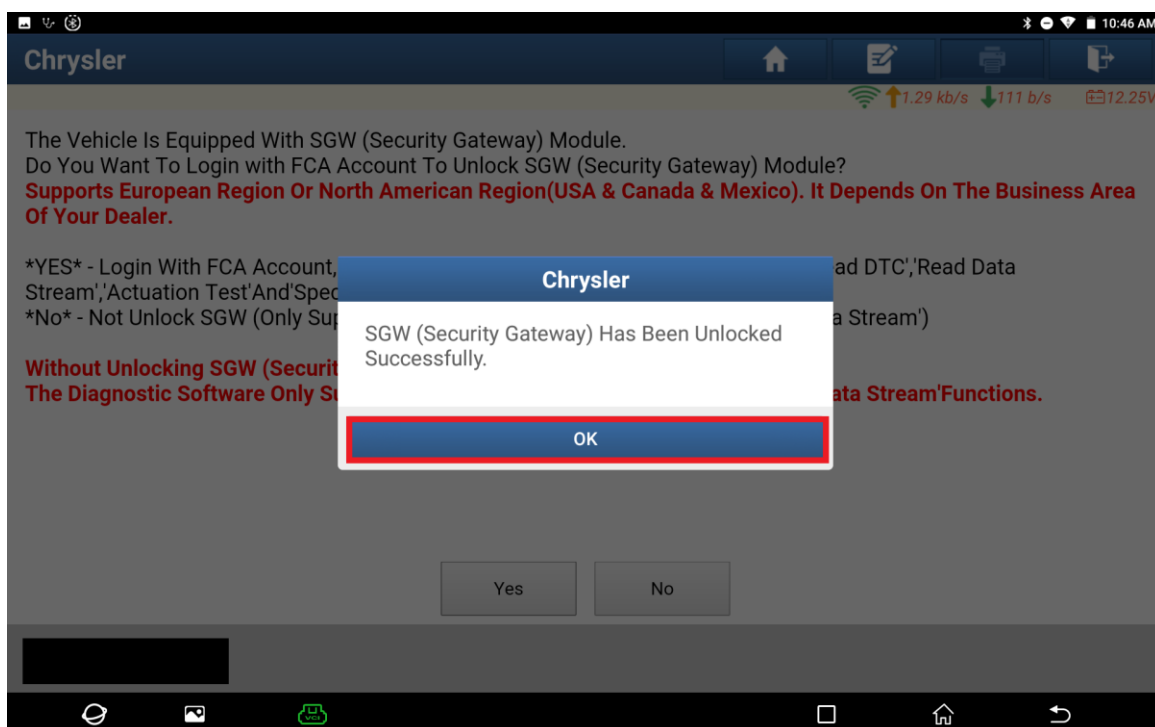 10:46 AM
Chrysler
1.29 kb/s 111 b/s 12.25V
The Vehicle Is Equipped With SGW (Security Gateway) Module.
Do You Want To Login with FCA Account To Unlock SGW (Security Gateway) Module?
Supports European Region Or North American Region(USA & Canada & Mexico). It Depends On The Business Area
Of Your Dealer.
*YES* - Login With FCA Account, ad DTC','Read Data
Stream','Actuation Test'And'Spec
*No* - Not Unlock SGW (Only Sup a Stream')
Without Unlocking SGW (Securit
The Diagnostic Software Only Su ata Stream'Functions.
Chrysler
SGW (Security Gateway) Has Been Unlocked
Successfully.
OK
Yes No
VCI